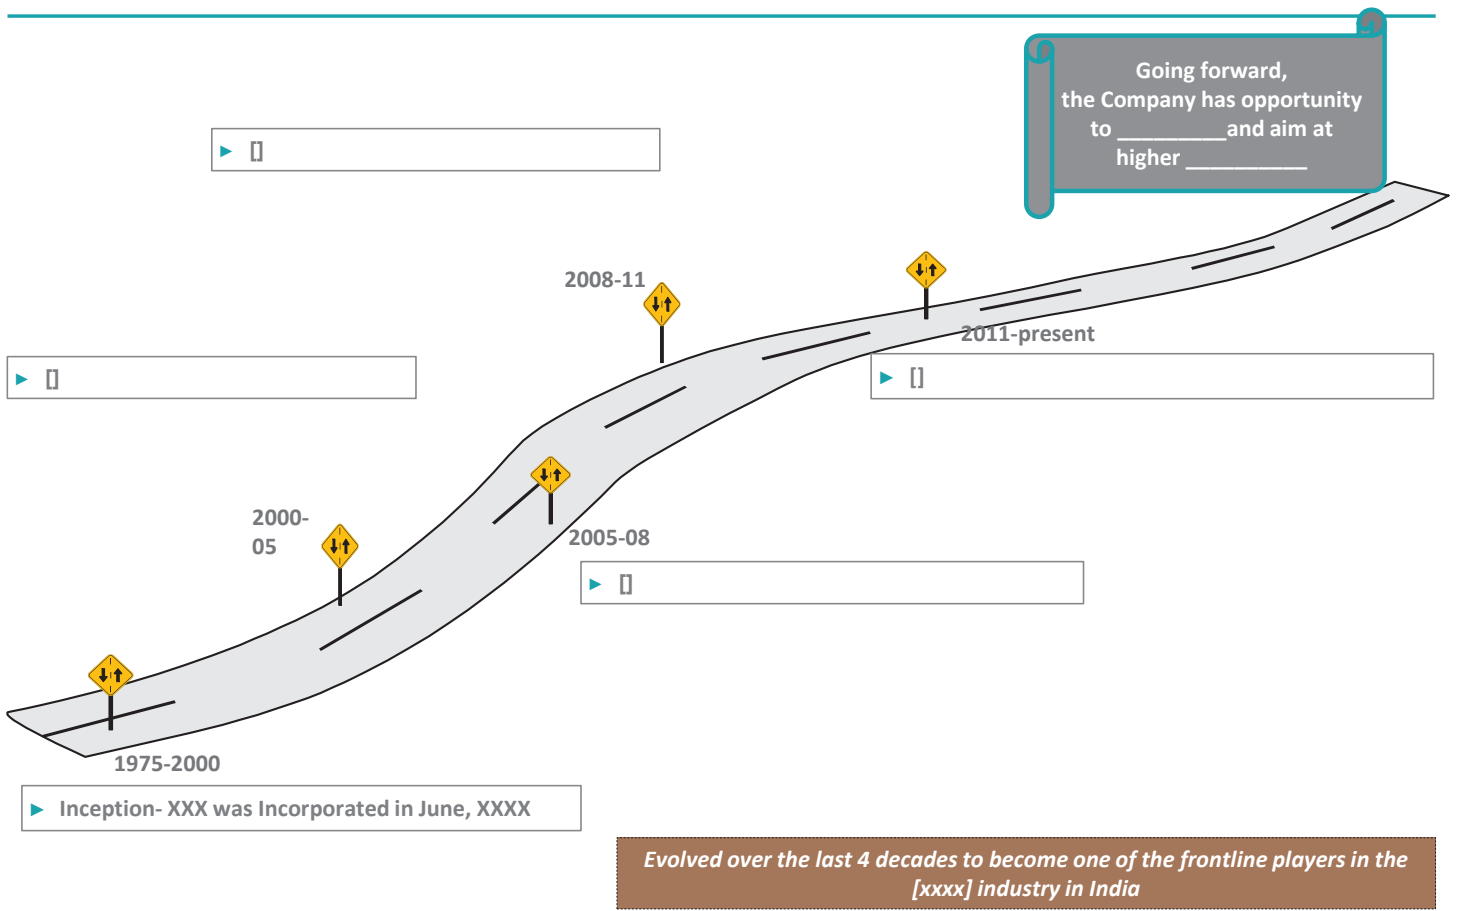 Going forward,
the Company has opportunity
to _________and aim at
higher __________
[]
2008-11
2011-present
[]
[]
2000-
05
2005-08
[]
1975-2000
Inception- XXX was Incorporated in June, XXXX
Evolved over the last 4 decades to become one of the frontline players in the
[xxxx] industry in India